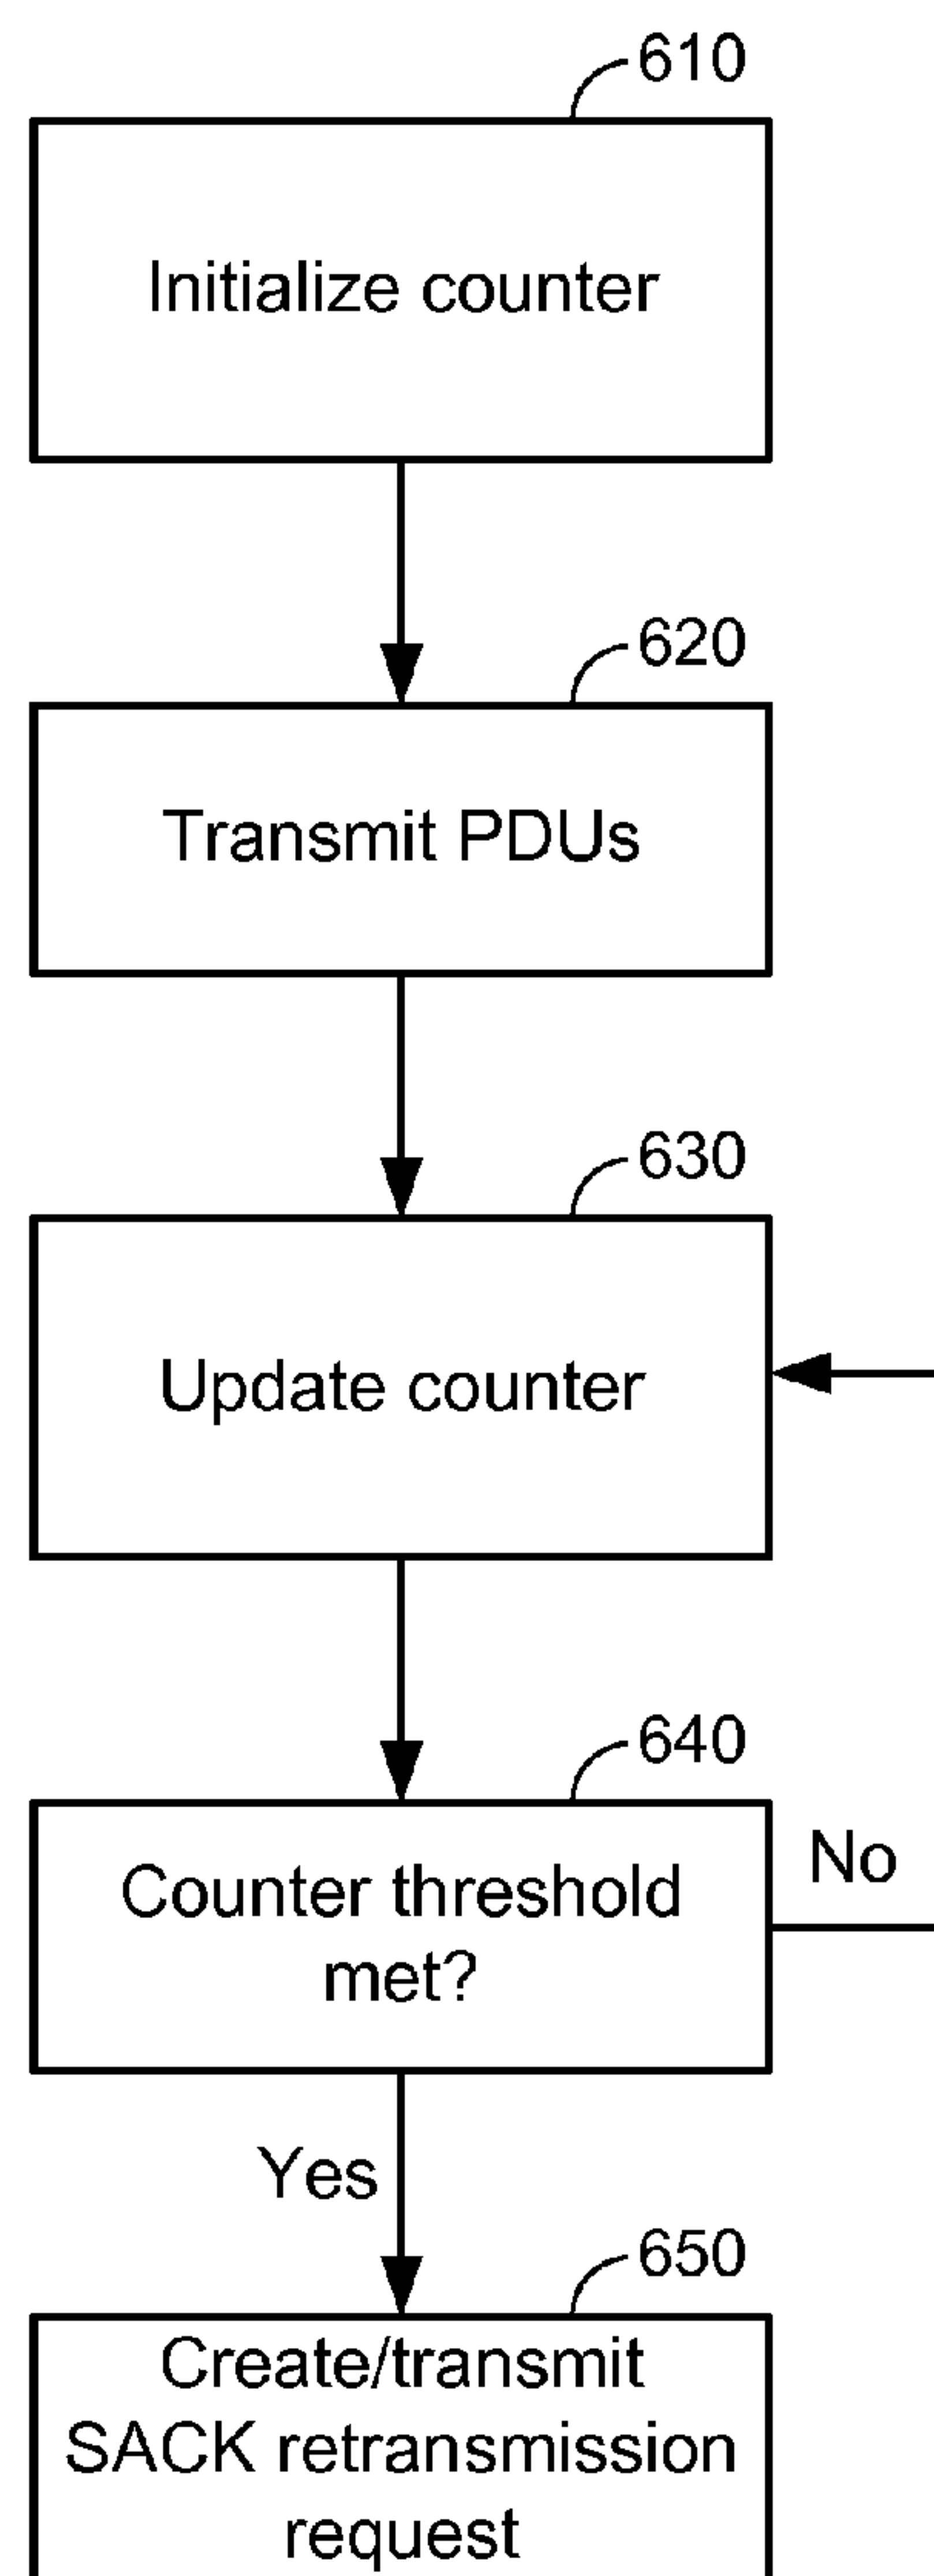 610
Initialize counter
620
Transmit PDUs
630
Update counter
640
Counter threshold
met?
No
Yes
650
Create/transmit
SACK retransmission
request